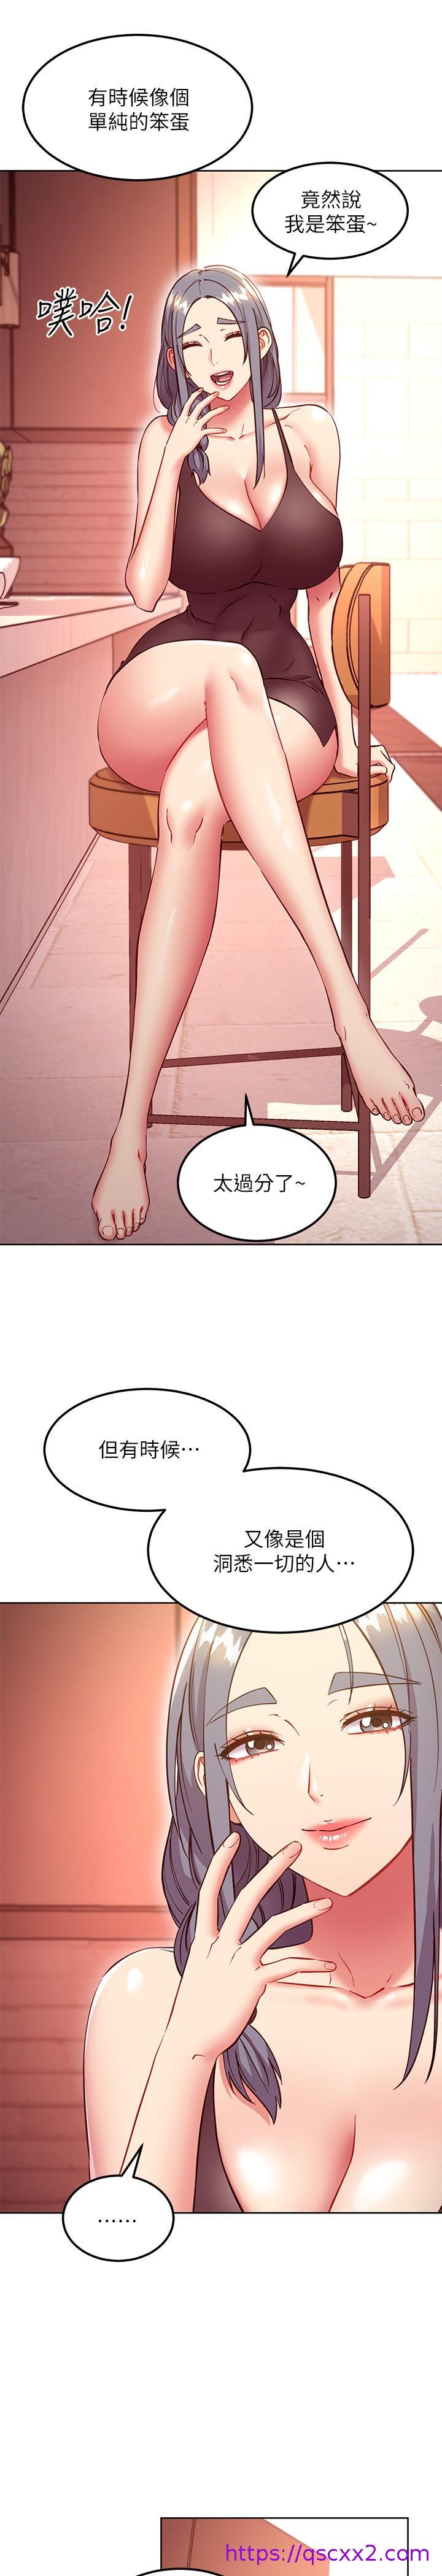 有時候像個
單純的笨蛋
竟然說
我是笨蛋~
噗哈!
太過分了~
但有時候⋯
又像是個
洞悉一切的人⋯
⋯⋯
https://qscxx2.com